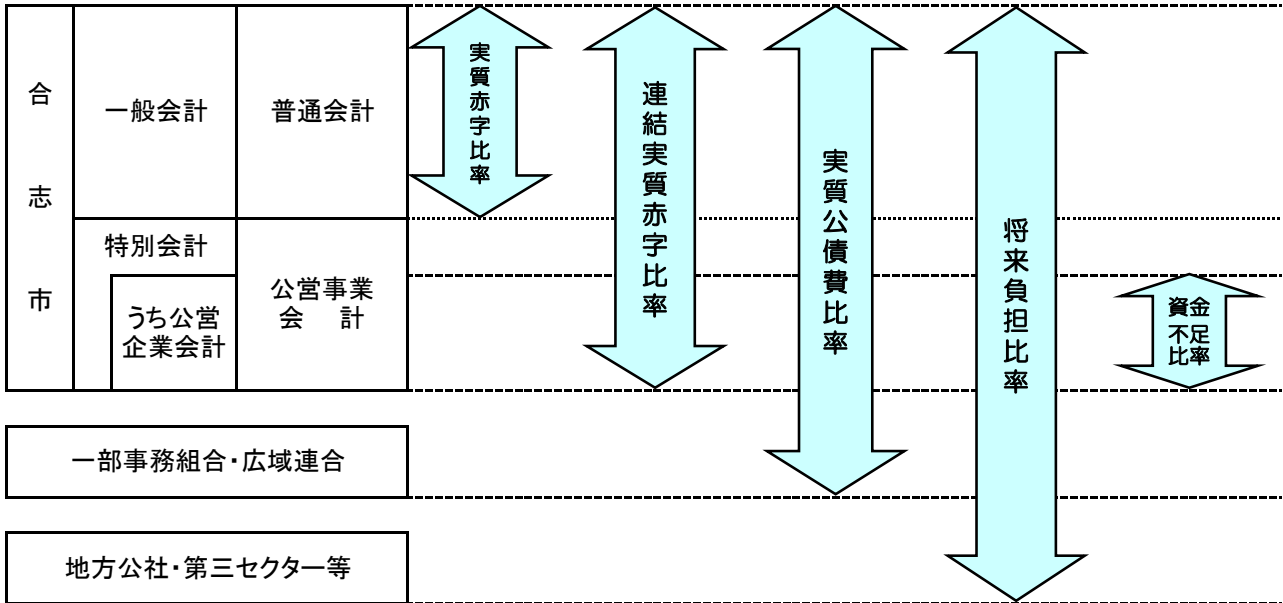 合志市
一般会計
普通会計
特別会計
うち公営
企業会計
公営事業
会 計
一部事務組合・広域連合
地方公社・第三セクター等
実質赤字比率
連結実質赤字比率
実質公債費比率
将来負担比率
資金
不足
比率